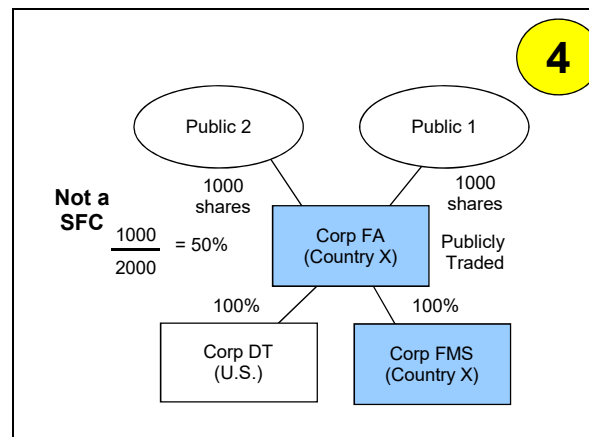 4
Public 2
Public 1
1000
shares
1000
shares
Not a
SFC
1000
2000
= 50%
Corp FA
(Country X)
Publicly
Traded
100%
100%
Corp DT
(U.S.)
Corp FMS
(Country X)